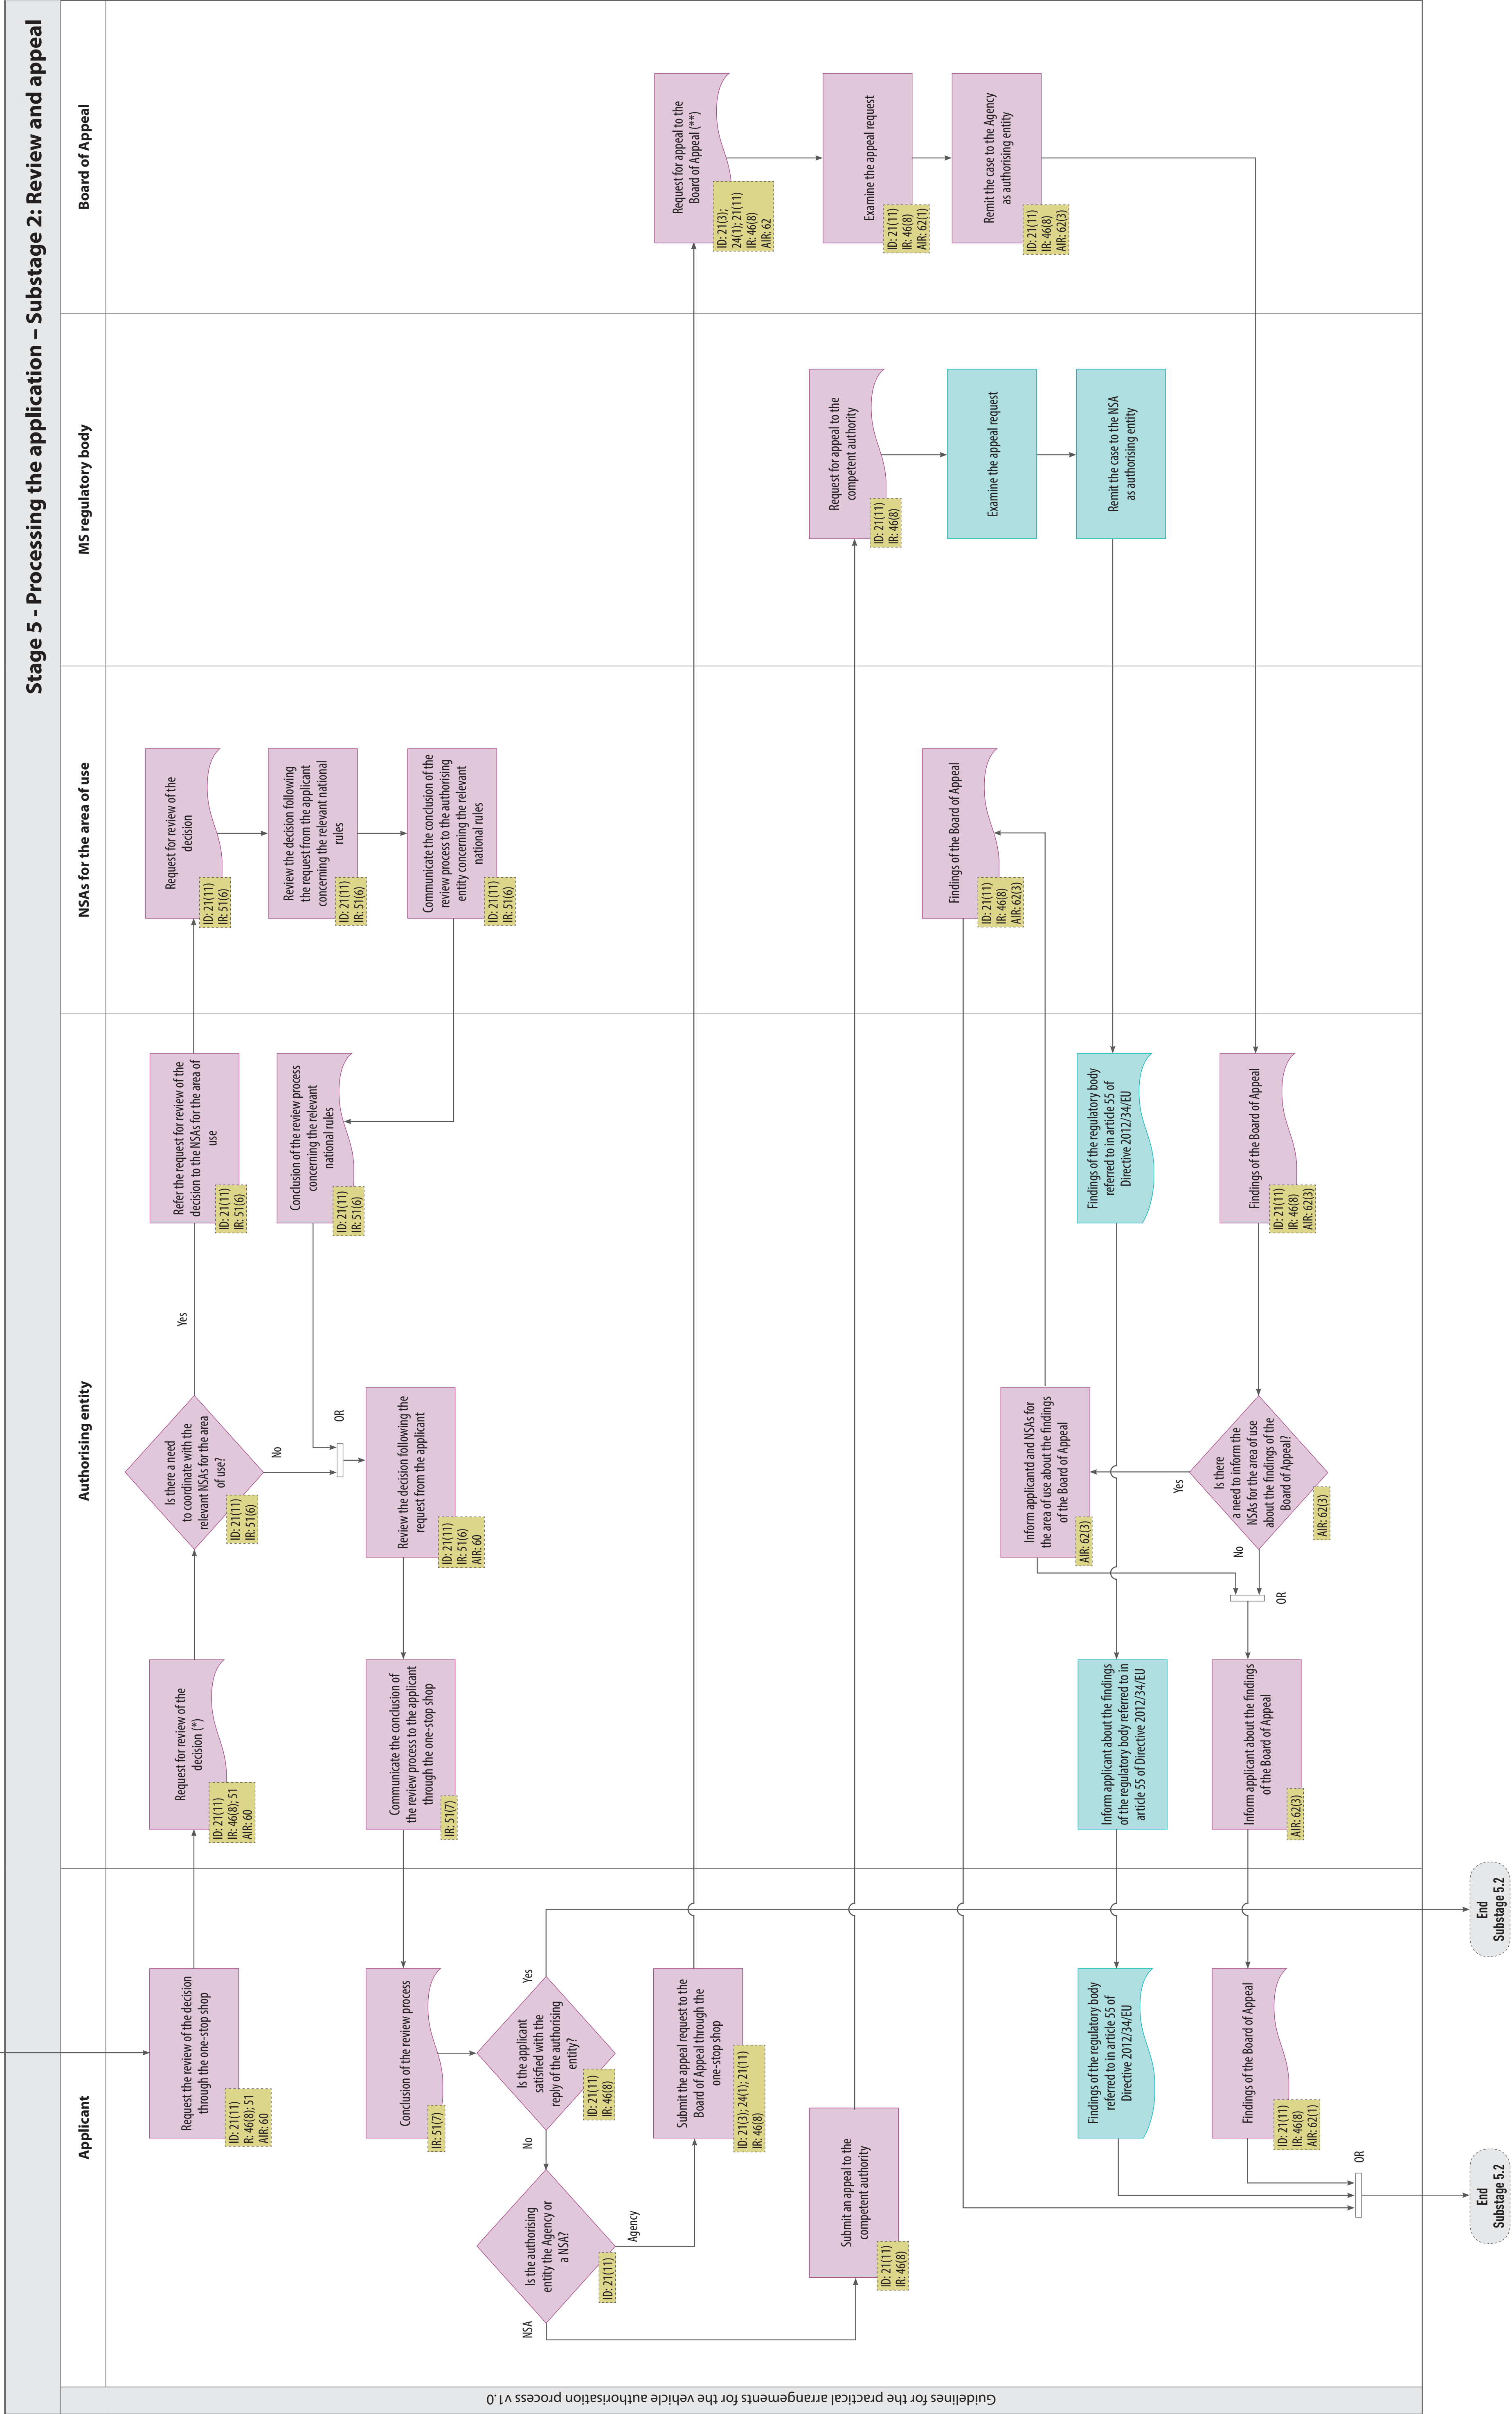 Stage 5 - Processing the application – Substage 2: Review and appeal
Applicant
Authorising entity
NSAs for the area of use
MS regulatory body
Board of Appeal
Guidelines for the practical arrangements for the vehicle authorisation process v1.0
Request the review of the decision
through the one-stop shop
ID: 21(11)
R: 46(8); 51
AIR: 60
Request for review of the
decision (*)
ID: 21(11)
IR: 46(8); 51
AIR: 60
Is there a need
to coordinate with the
relevant NSAs for the area
of use?
ID: 21(11)
IR: 51(6)
Yes
No
Refer the request for review of the
decision to the NSAs for the area of
use
ID: 21(11)
IR: 51(6)
Request for review of the
decision
ID: 21(11)
IR: 51(6)
Review the decision following
the request from the applicant
concerning the relevant national
rules
ID: 21(11)
IR: 51(6)
Communicate the conclusion of the
review process to the authorising
entity concerning the relevant
national rules
ID: 21(11)
IR: 51(6)
Conclusion of the review process
concerning the relevant
national rules
ID: 21(11)
IR: 51(6)
OR
Review the decision following the
request from the applicant
ID: 21(11)
IR: 51(6)
AIR: 60
Communicate the conclusion of
the review process to the applicant
through the one-stop shop
IR: 51(7)
Conclusion of the review process
IR: 51(7)
Is the applicant
satisfied with the
reply of the authorising
entity?
ID: 21(11)
IR: 46(8)
Yes
No
Is the authorising
entity the Agency or
a NSA?
ID: 21(11)
NSA
Agency
Submit the appeal request to the
Board of Appeal through the
one-stop shop
ID: 21(3); 24(1); 21(11)
IR: 46(8)
Request for appeal to the
Board of Appeal (**)
ID: 21(3);
24(1); 21(11)
IR: 46(8)
AIR: 62
Submit an appeal to the
competent authority
ID: 21(11)
IR: 46(8)
Request for appeal to the
competent authority
ID: 21(11)
IR: 46(8)
Examine the appeal request
ID: 21(11)
IR: 46(8)
AIR: 62(1)
Examine the appeal request
Remit the case to the Agency
as authorising entity
ID: 21(11)
IR: 46(8)
AIR: 62(3)
Remit the case to the NSA
as authorising entity
Findings of the Board of Appeal
ID: 21(11)
IR: 46(8)
AIR: 62(3)
Inform applicantd and NSAs for
the area of use about the findings
of the Board of Appeal
AIR: 62(3)
Findings of the regulatory body
referred to in article 55 of
Directive 2012/34/EU
Inform applicant about the findings
of the regulatory body referred to in
article 55 of Directive 2012/34/EU
Findings of the regulatory body
referred to in article 55 of
Directive 2012/34/EU
Findings of the Board of Appeal
ID: 21(11)
IR: 46(8)
AIR: 62(3)
Is there
a need to inform the
NSAs for the area of use
about the findings of the
Board of Appeal?
AIR: 62(3)
Yes
No
OR
Inform applicant about the findings
of the Board of Appeal
AIR: 62(3)
Findings of the Board of Appeal
ID: 21(11)
IR: 46(8)
AIR: 62(1)
OR
End
Substage 5.2
End
Substage 5.2